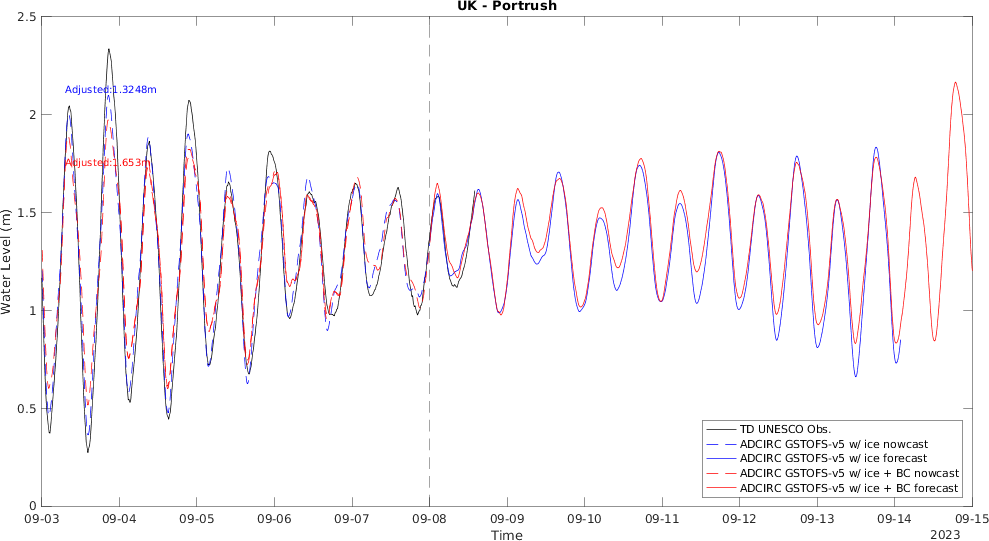 UK - Portrush
2.5
2
1.5
1
0.5
0
Water Level (m)
Adjusted:1.3248m
Adjusted:1.653m
TD UNESCO Obs.
ADCIRC GSTOFS-v5 w/ ice nowcast
ADCIRC GSTOFS-v5 w/ ice forecast
ADCIRC GSTOFS-v5 w/ ice + BC nowcast
ADCIRC GSTOFS-v5 w/ ice + BC forecast
09-03 09-04 09-05 09-06 09-07 09-08 09-09 09-10 09-11 09-12 09-13 09-14 09-15
Time
2023